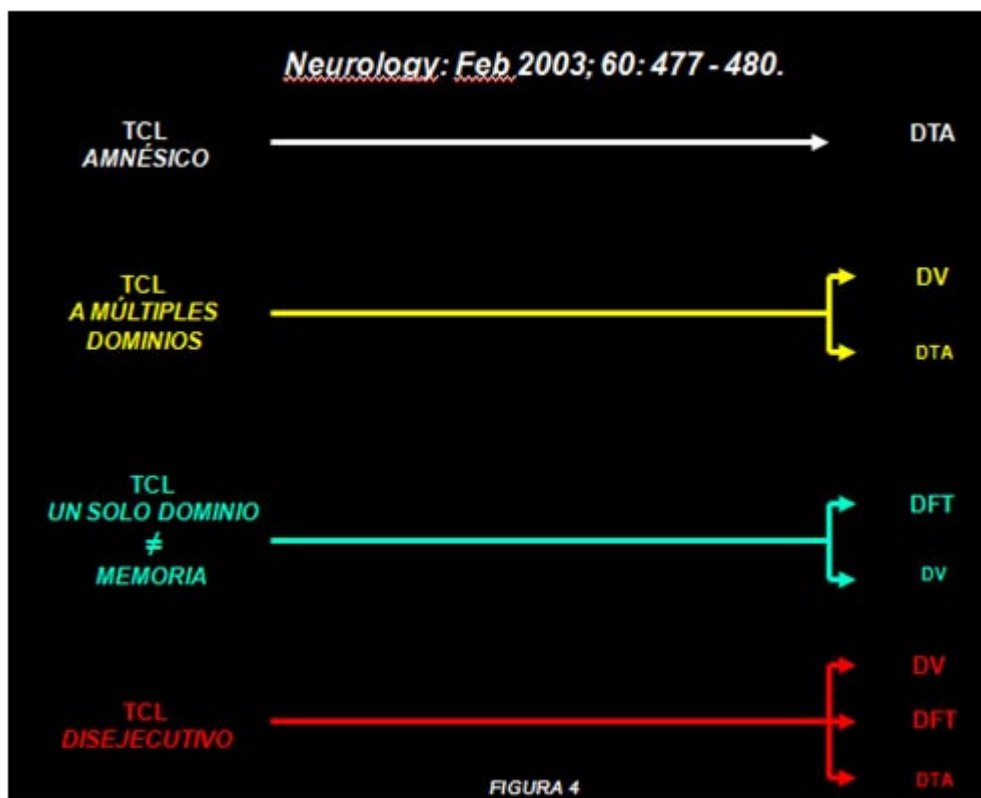 Neurology: Feb 2003; 60: 477 - 480.
TCL
AMNÉSICO
DTA
TCL
A MÚLTIPLES
DOMINIOS
DV
DTA
TCL
UN SOLO DOMINIO
≠
MEMORIA
DFT
DV
TCL
DISEJECUTIVO
DV
DFT
DTA
FIGURA 4